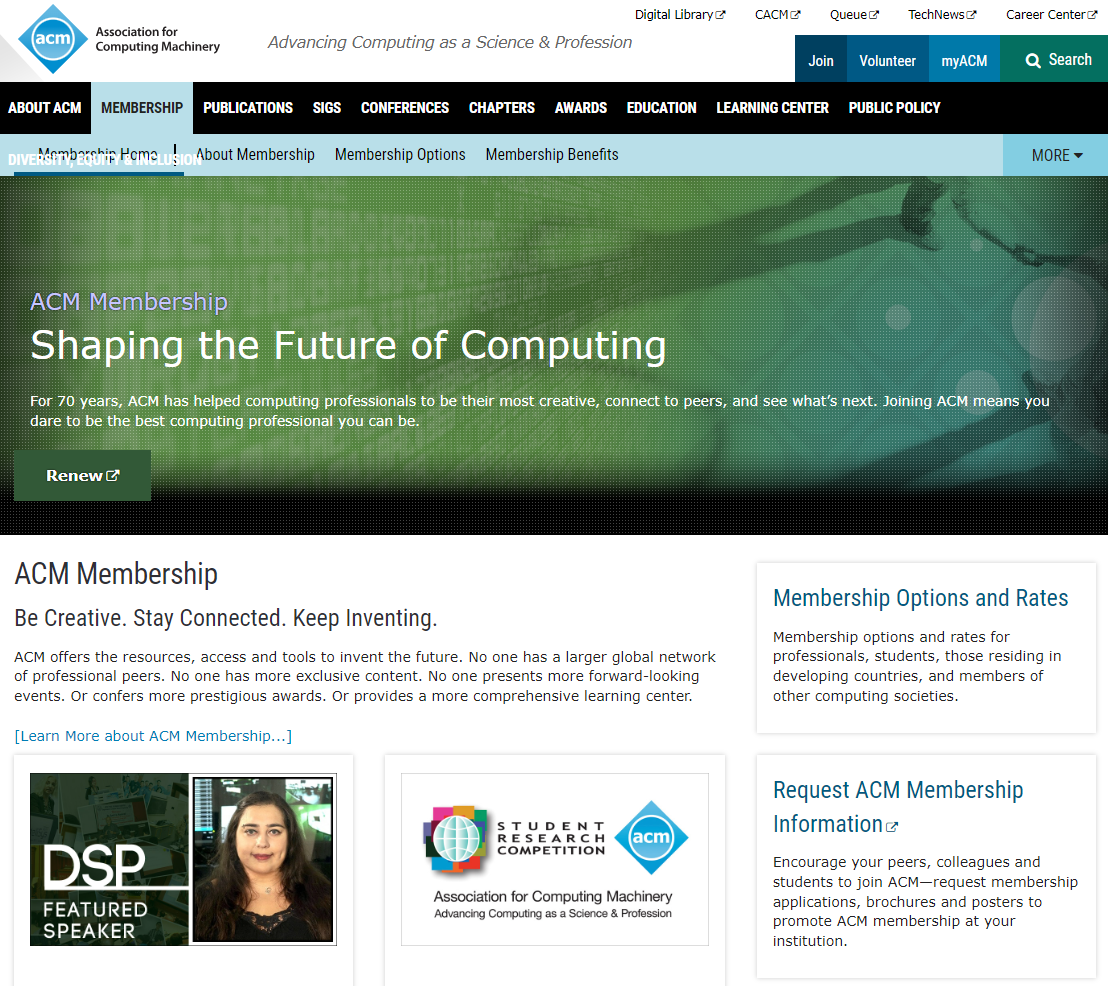 Digital Library
CACM
Queue
TechNews
Career Center
acm
Association for
Computing Machinery
Advancing Computing as a Science & Profession
Join
Volunteer
myACM
Search
ABOUT ACM
MEMBERSHIP
PUBLICATIONS
SIGS
CONFERENCES
CHAPTERS
AWARDS
EDUCATION
LEARNING CENTER
PUBLIC POLICY
DIVERSITY, EQUITY & INCLUSION
Membership Home
About Membership
Membership Options
Membership Benefits
MORE
ACM Membership
Shaping the Future of Computing
For 70 years, ACM has helped computing professionals to be their most creative, connect to peers, and see what’s next. Joining ACM means you
dare to be the best computing professional you can be.
Renew
ACM Membership
Be Creative. Stay Connected. Keep Inventing.
ACM offers the resources, access and tools to invent the future. No one has a larger global network
of professional peers. No one has more exclusive content. No one presents more forward-looking
events. Or confers more prestigious awards. Or provides a more comprehensive learning center.
[Learn More about ACM Membership...]
DSP
FEATURED
SPEAKER
STUDENT
RESEARCH
COMPETITION
acm
Association for Computing Machinery
Advancing Computing as a Science & Profession
Membership Options and Rates
Membership options and rates for
professionals, students, those residing in
developing countries, and members of
other computing societies.
Request ACM Membership
Information
Encourage your peers, colleagues and
students to join ACM—request membership
applications, brochures and posters to
promote ACM membership at your
institution.